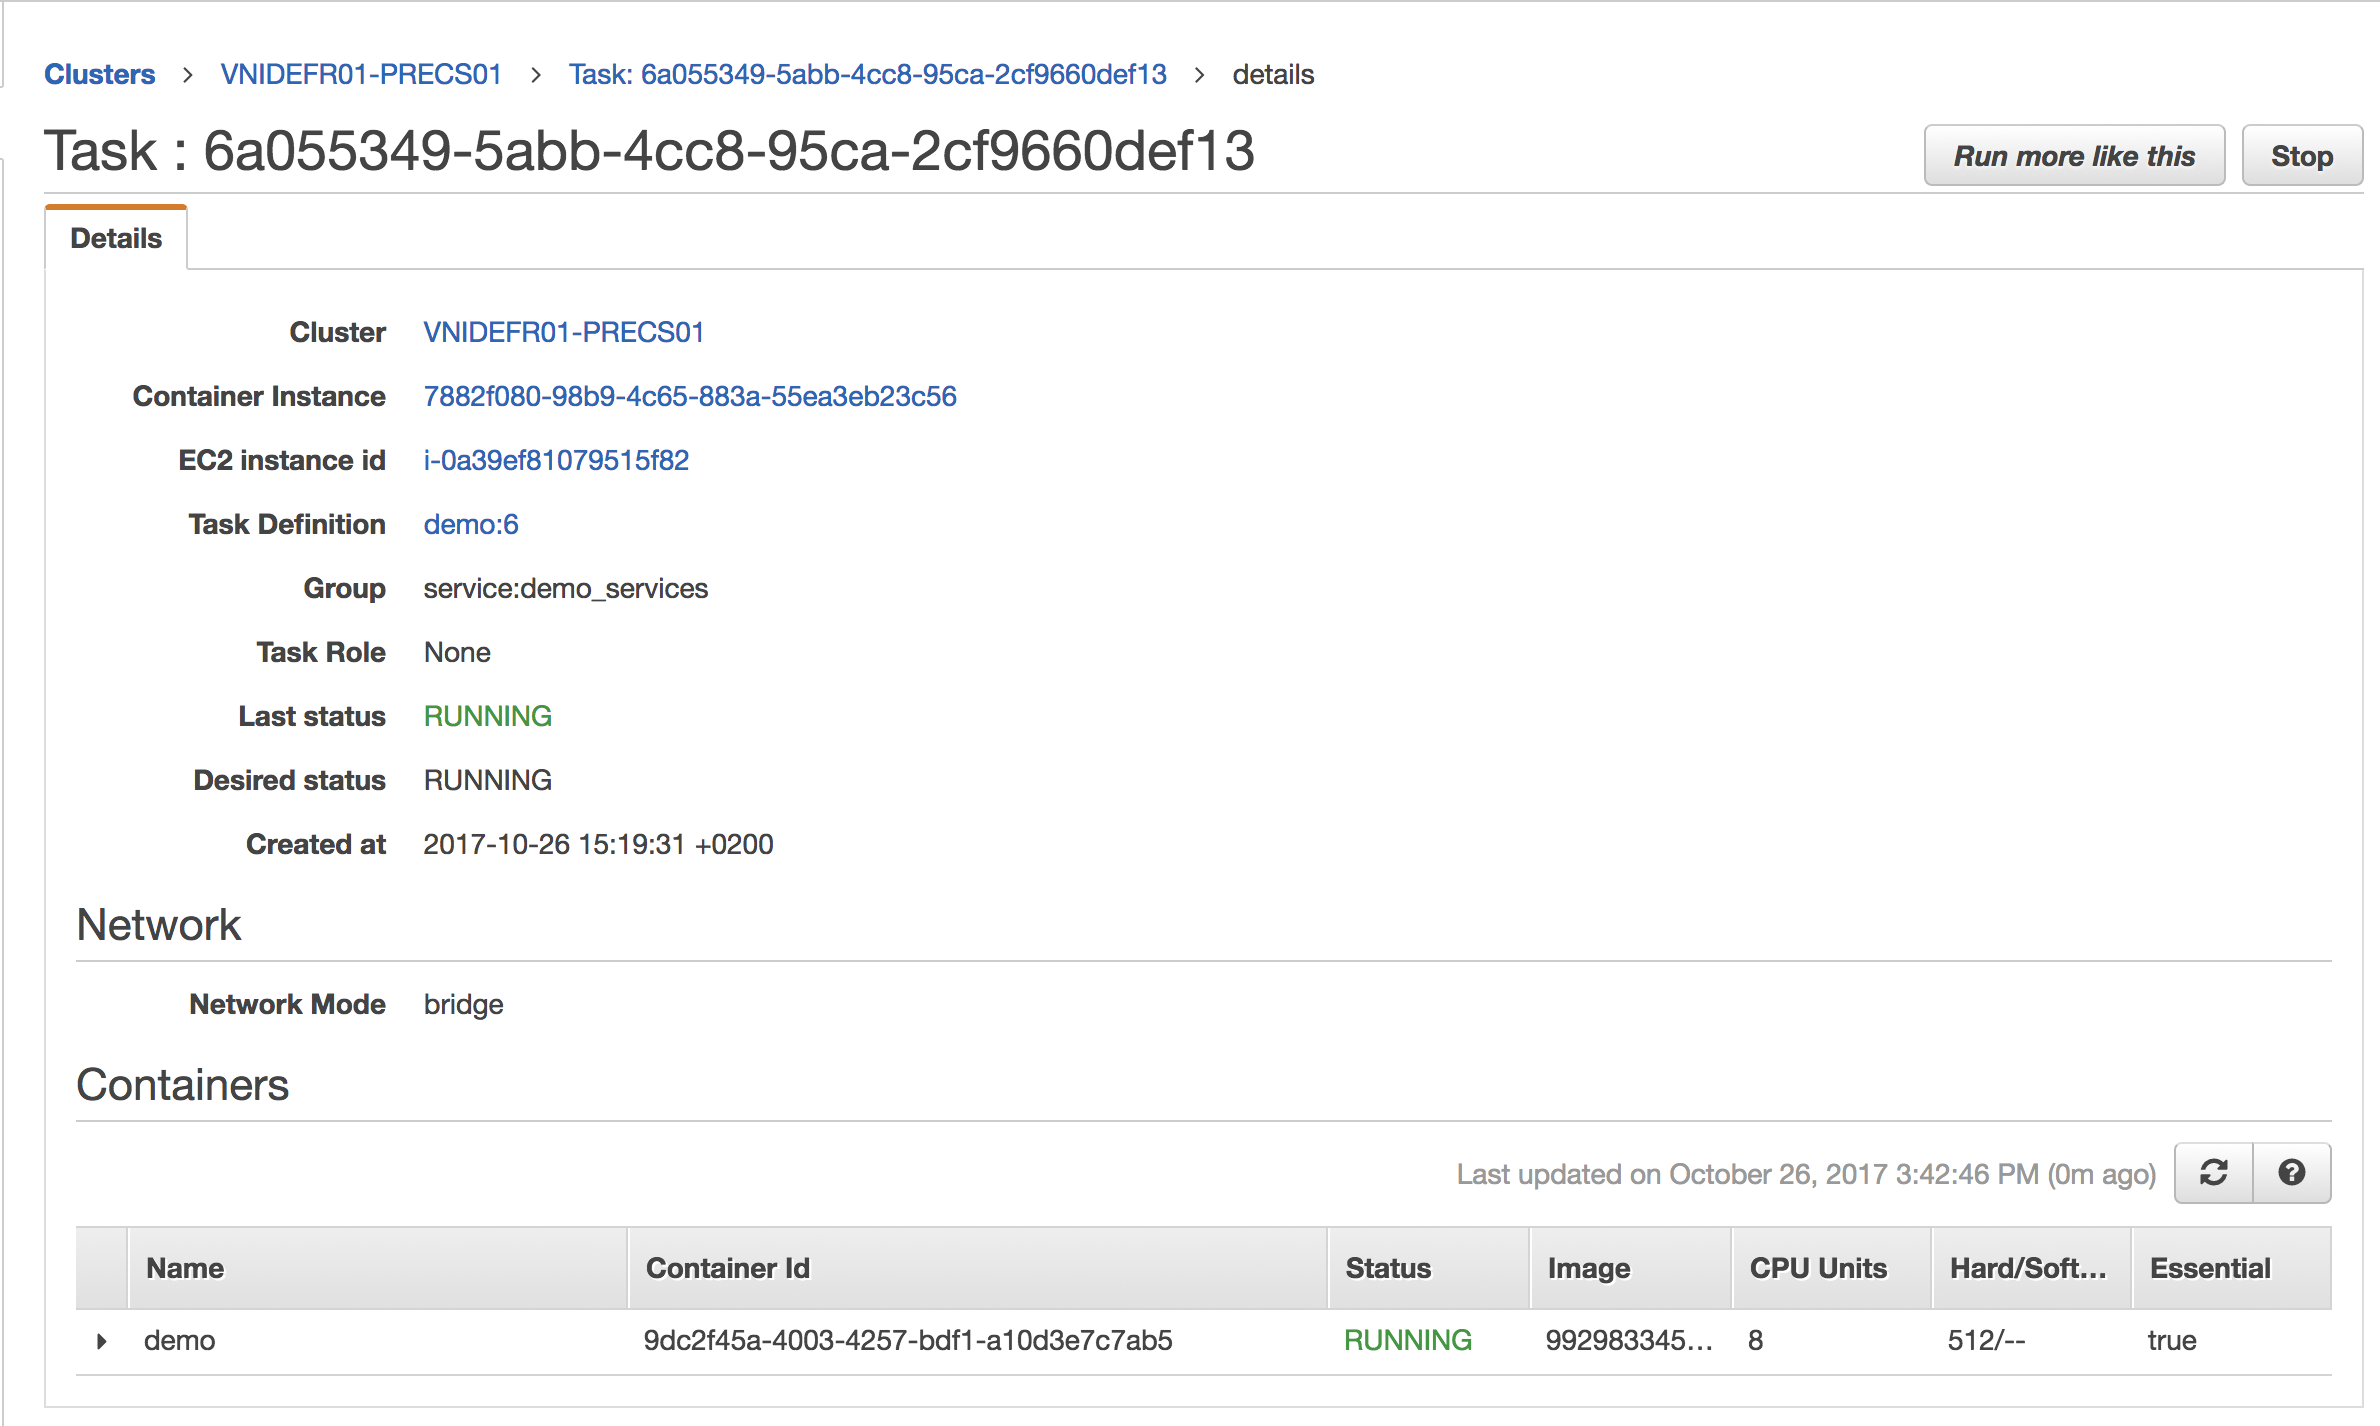 Clusters > VNIDEFR01-PRECS01 > Task: 6a055349-5abb-4cc8-95ca-2cf9660def13 > details
Task : 6a055349-5abb-4cc8-95ca-2cf9660def13
Run more like this
Stop
Details
Cluster VNIDEFR01-PRECS01
Container Instance 7882f080-98b9-4c65-883a-55ea3eb23c56
EC2 instance id i-0a39ef81079515f82
Task Definition demo:6
Group service:demo_services
Task Role None
Last status RUNNING
Desired status RUNNING
Created at 2017-10-26 15:19:31 +0200
Network
Network Mode bridge
Containers
Last updated on October 26, 2017 3:42:46 PM (0m ago)
Name Container Id Status Image CPU Units Hard/Soft... Essential
demo 9dc2f45a-4003-4257-bdf1-a10d3e7c7ab5 RUNNING 992983345... 8 512/-- true